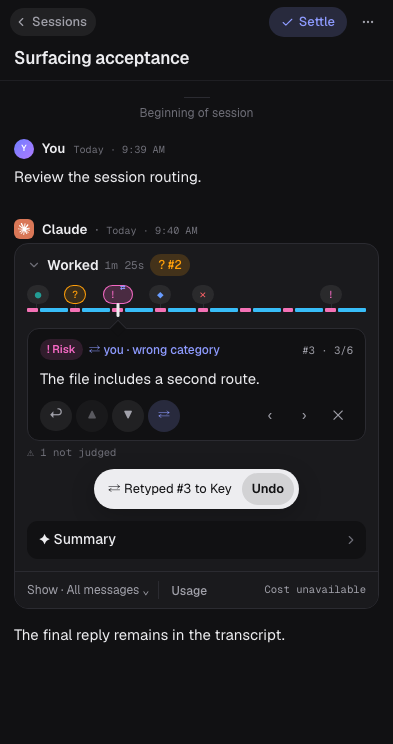 Sessions
Settle
Surfacing acceptance
Beginning of session
Y You Today · 9:39 AM
Review the session routing.
Claude · Today · 9:40 AM
Worked 1m 25s ? #2
? ! ⇄ ◆ × !
! Risk ⇄ you · wrong category #3 · 3/6
The file includes a second route.
⚠ 1 not judged
⇄ Retyped #3 to Key Undo
✦ Summary
Show · All messages Usage Cost unavailable
The final reply remains in the transcript.